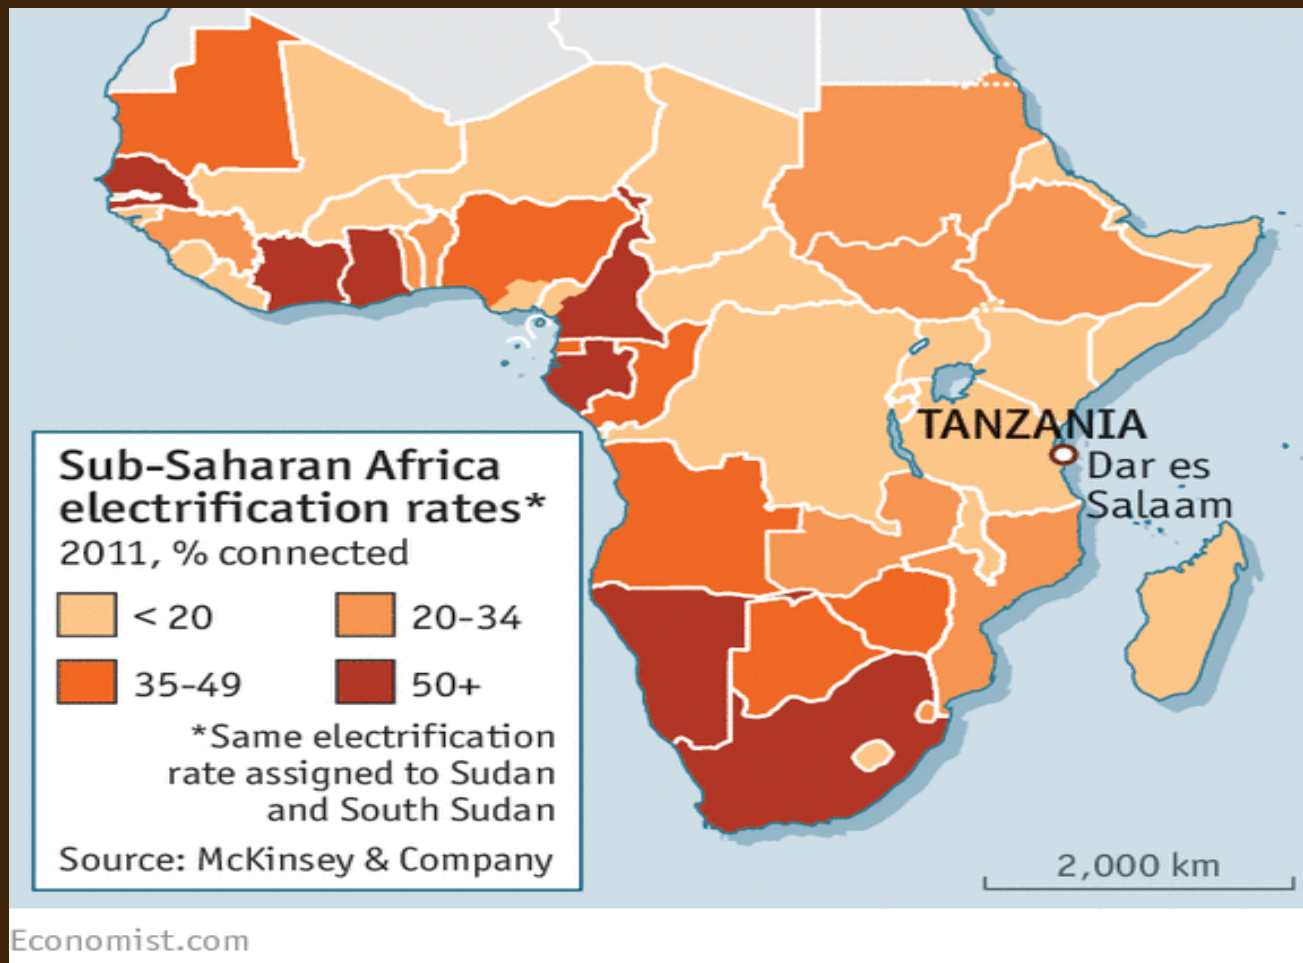 TANZANIA
Dar es
Salaam
Sub-Saharan Africa
electrification rates*
2011, % connected
< 20
20-34
35-49
50+
*Same electrification
rate assigned to Sudan
and South Sudan
Source: McKinsey & Company
2,000 km
Economist.com